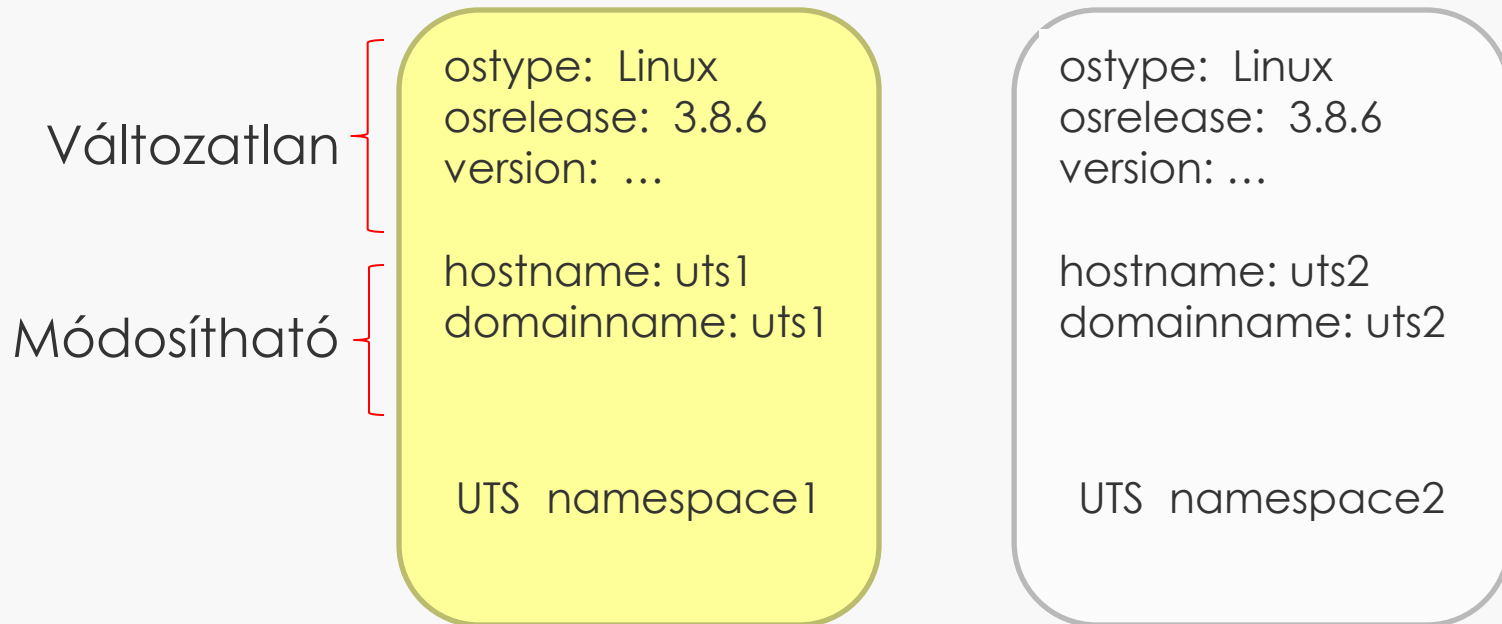 Változatlan
Módosítható
ostype: Linux
osrelease: 3.8.6
version: …
hostname: uts1
domainname: uts1
UTS namespace1
ostype: Linux
osrelease: 3.8.6
version: …
hostname: uts2
domainname: uts2
UTS namespace2